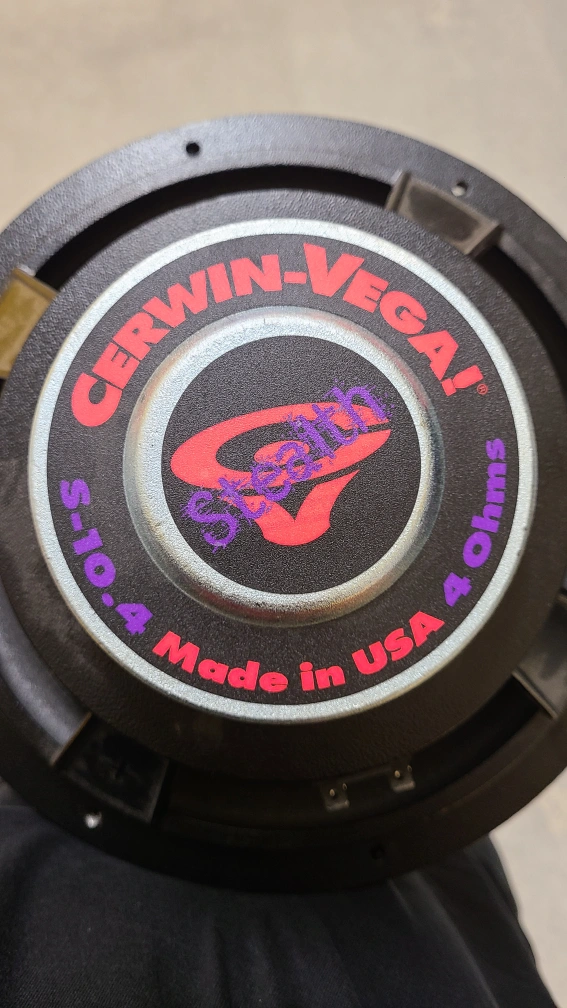 CERWIN-VEGA!®
Stealth
S-10.4
Made in USA
4 Ohms